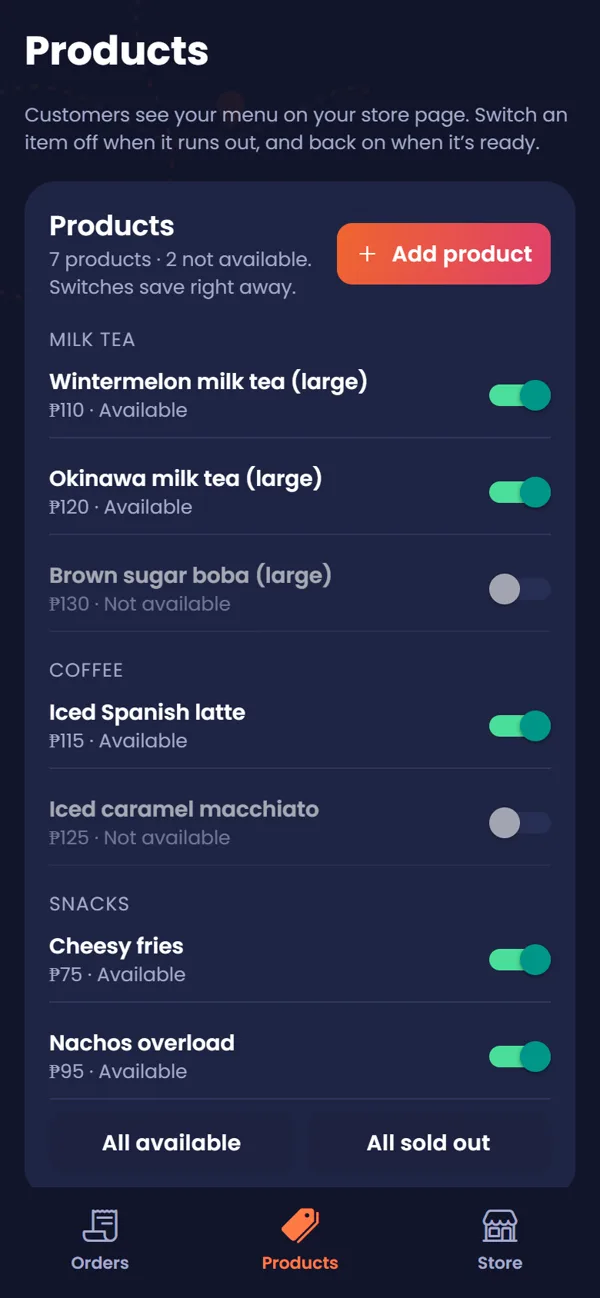 Products
Customers see your menu on your store page. Switch an
item off when it runs out, and back on when it’s ready.
Products
7 products · 2 not available.
Switches save right away.
+ Add product
MILK TEA
Wintermelon milk tea (large)
₱110 · Available
Okinawa milk tea (large)
₱120 · Available
Brown sugar boba (large)
₱130 · Not available
COFFEE
Iced Spanish latte
₱115 · Available
Iced caramel macchiato
₱125 · Not available
SNACKS
Cheesy fries
₱75 · Available
Nachos overload
₱95 · Available
All available
All sold out
Orders
Products
Store